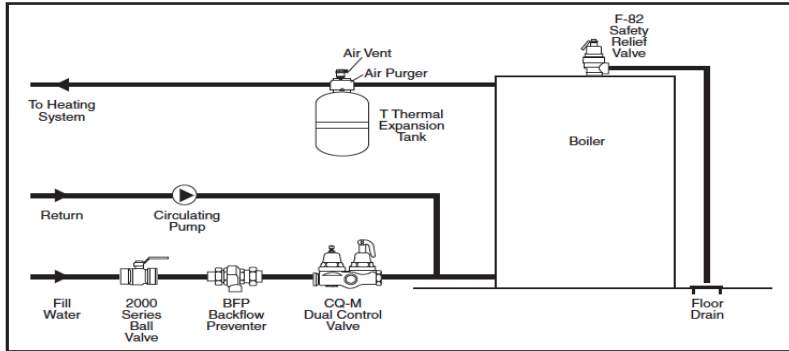 F-82
Safety
Relief
Valve
Air Vent
Air Purger
To Heating
System
T Thermal
Expansion
Tank
Boiler
Return
Circulating
Pump
Fill
Water
2000
Series
Ball
Valve
BFP
Backflow
Preventer
CQ-M
Dual Control
Valve
Floor
Drain